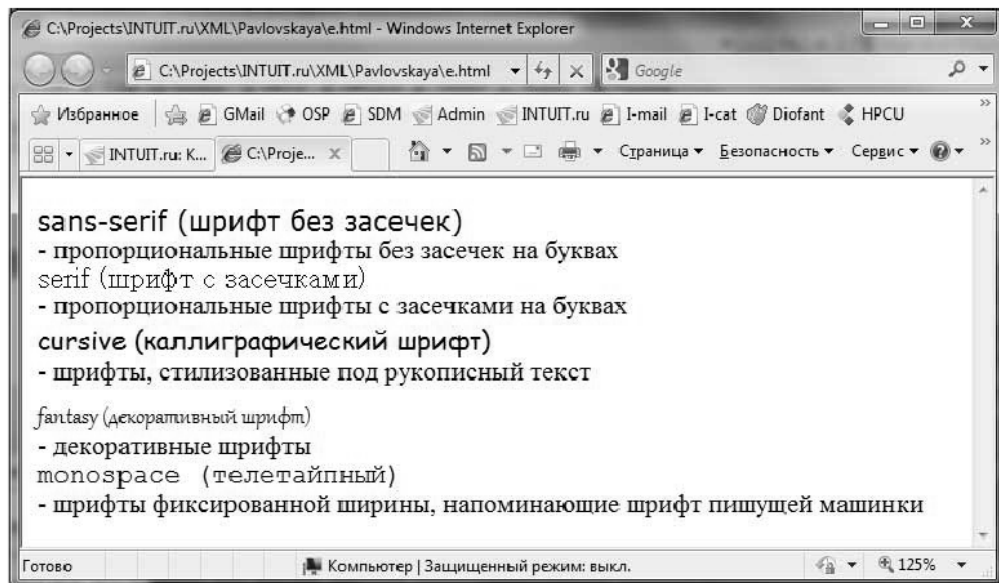 C:\Projects\INTUIT.ru\XML\Pavlovskaya\e.html - Windows Internet Explorer
C:\Projects\INTUIT.ru\XML\Pavlovskaya\e.html Google
Избранное GMail OSP SDM Admin INTUIT.ru I-mail I-cat Diofant HPCU
INTUIT.ru: K... C:\Proje... Страница Безопасность Сервис
sans-serif (шрифт без засечек)
- пропорциональные шрифты без засечек на буквах
serif (шрифт с засечками)
- пропорциональные шрифты с засечками на буквах
cursive (каллиграфический шрифт)
- шрифты, стилизованные под рукописный текст
fantasy (декоративный шрифт)
- декоративные шрифты
monospace (телетайпный)
- шрифты фиксированной ширины, напоминающие шрифт пишущей машинки
Готово Компьютер | Защищенный режим: выкл. 125%